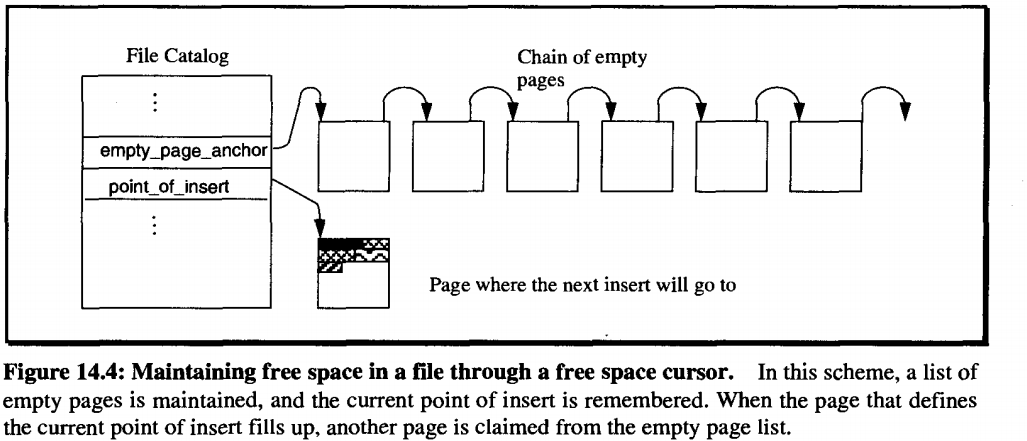 File Catalog
Chain of empty
pages
empty_page_anchor
point_of_insert
Page where the next insert will go to
Figure 14.4: Maintaining free space in a file through a free space cursor. In this scheme, a list of
empty pages is maintained, and the current point of insert is remembered. When the page that defines
the current point of insert fills up, another page is claimed from the empty page list.